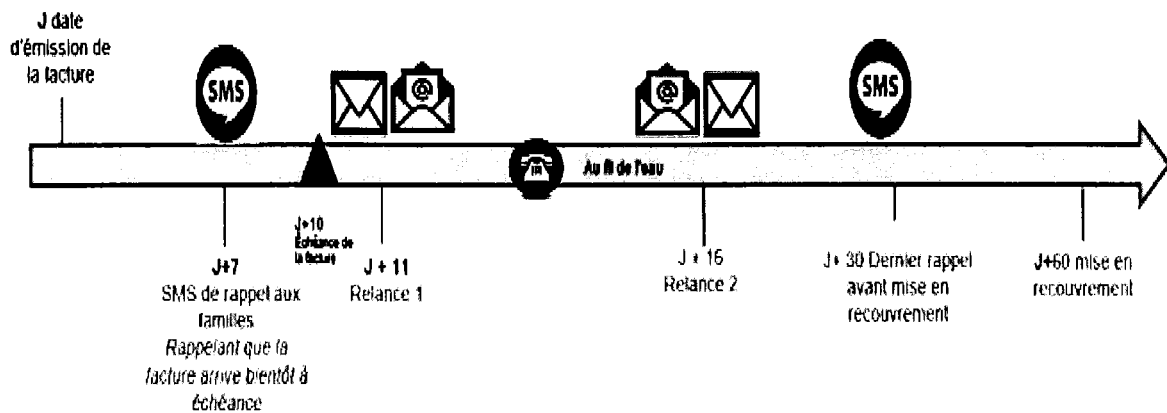 J date
d'émission de
la facture
SMS
@
@
SMS
Au fil de l'eau
J+7
SMS de rappel aux
familles
Rappelant que la
facture arrive bientôt à
échéance
J+10
Échéance de
la facture
J + 11
Relance 1
J + 16
Relance 2
J+ 30 Dernier rappel
avant mise en
recouvrement
J+60 mise en
recouvrement